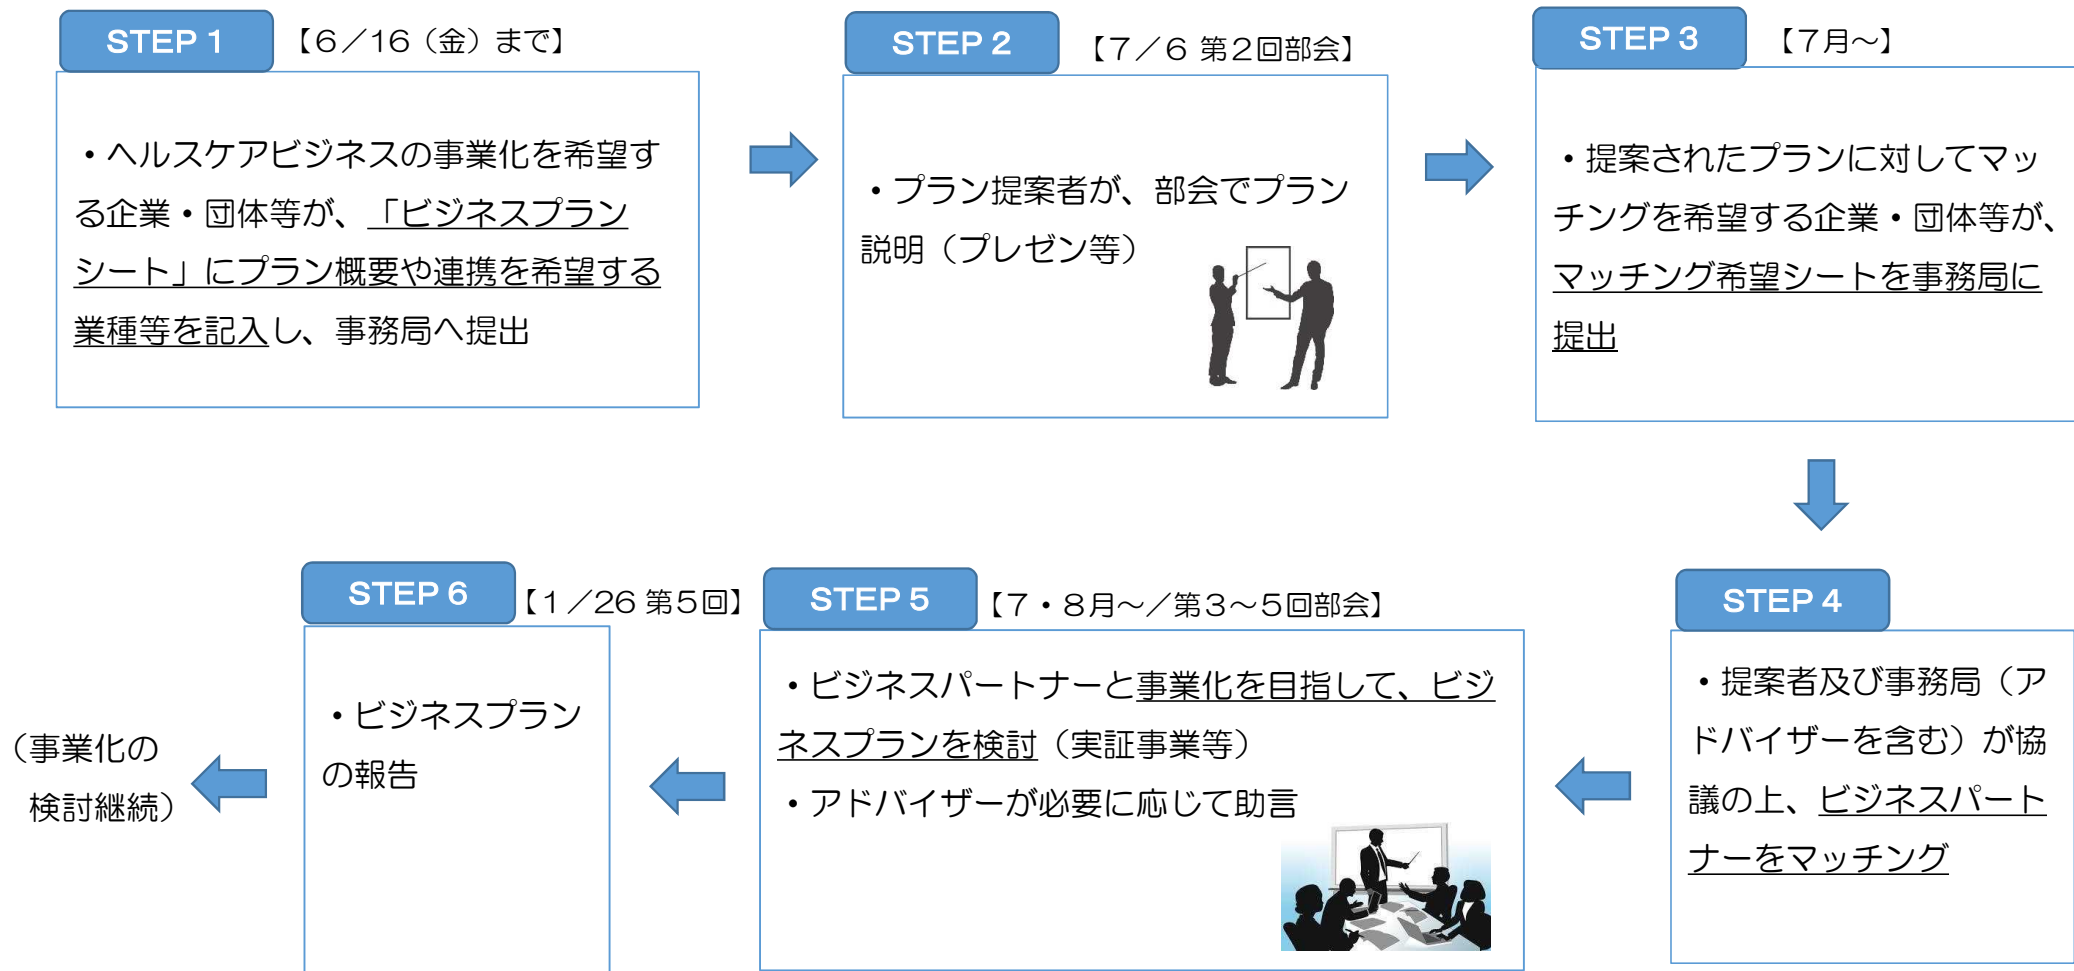 STEP 1
【6／16（金）まで】
・ヘルスケアビジネスの事業化を希望す
る企業・団体等が、「ビジネスプラン
シート」にプラン概要や連携を希望する
業種等を記入し、事務局へ提出
STEP 2
【7／6 第2回部会】
・プラン提案者が、部会でプラン
説明（プレゼン等）
STEP 3
【7月～】
・提案されたプランに対してマッ
チングを希望する企業・団体等が、
マッチング希望シートを事務局に
提出
STEP 4
・提案者及び事務局（ア
ドバイザーを含む）が協
議の上、ビジネスパート
ナーをマッチング
STEP 5
【7・8月～／第3～5回部会】
・ビジネスパートナーと事業化を目指して、ビジ
ネスプランを検討（実証事業等）
・アドバイザーが必要に応じて助言
STEP 6
【1／26 第5回】
・ビジネスプラン
の報告
（事業化の
検討継続）